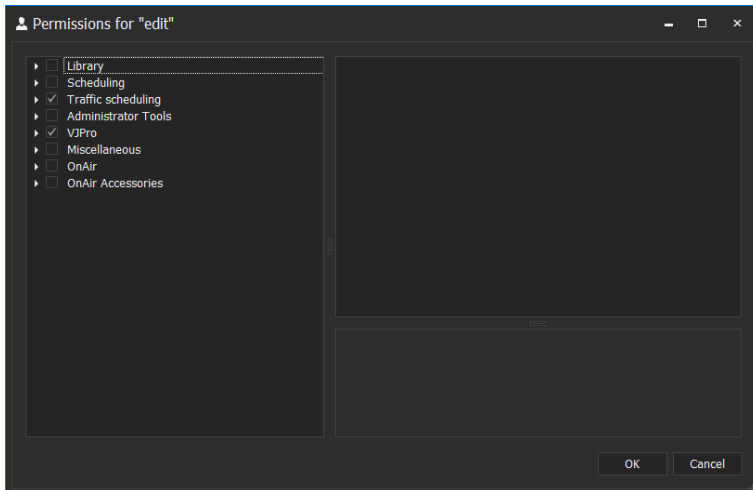 Permissions for "edit"
Library
Scheduling
Traffic scheduling
Administrator Tools
VJPro
Miscellaneous
OnAir
OnAir Accessories
OK
Cancel